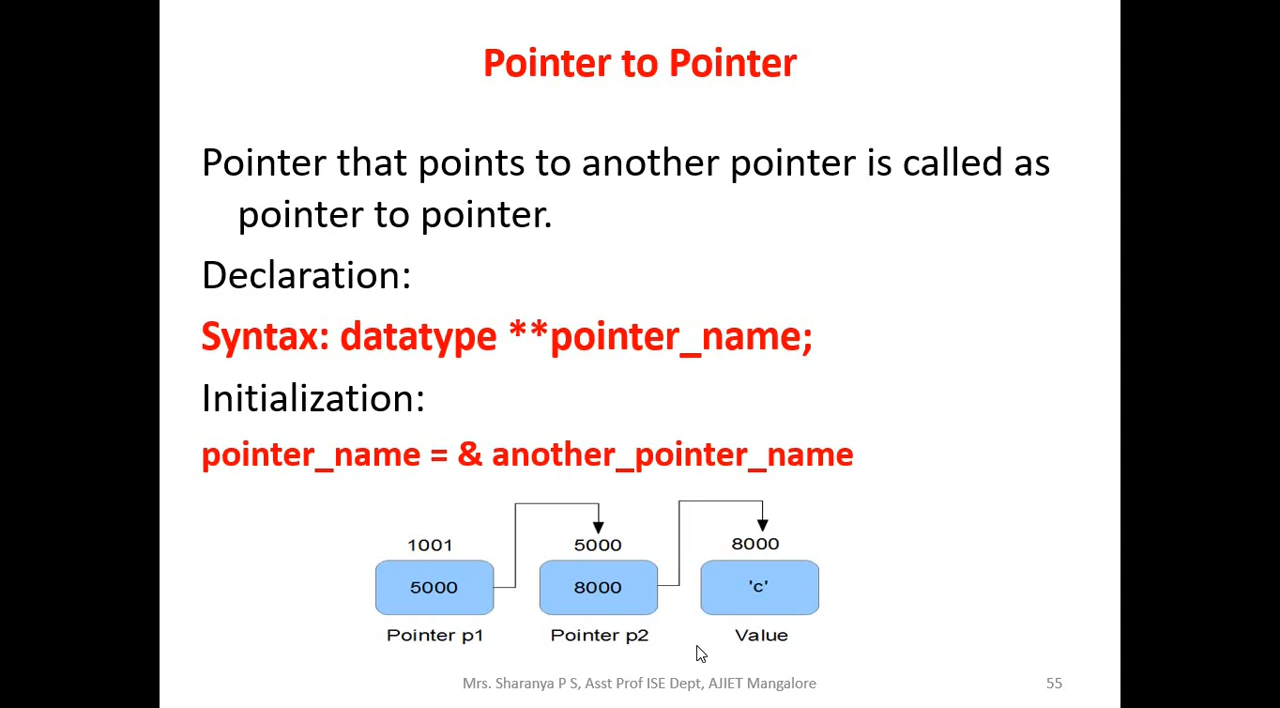 Pointer to Pointer
Pointer that points to another pointer is called as
pointer to pointer.
Declaration:
Syntax: datatype **pointer_name;
Initialization:
pointer_name = & another_pointer_name
1001 5000 8000
5000 8000 'c'
Pointer p1 Pointer p2 Value
Mrs. Sharanya P S, Asst Prof ISE Dept, AJIET Mangalore 55